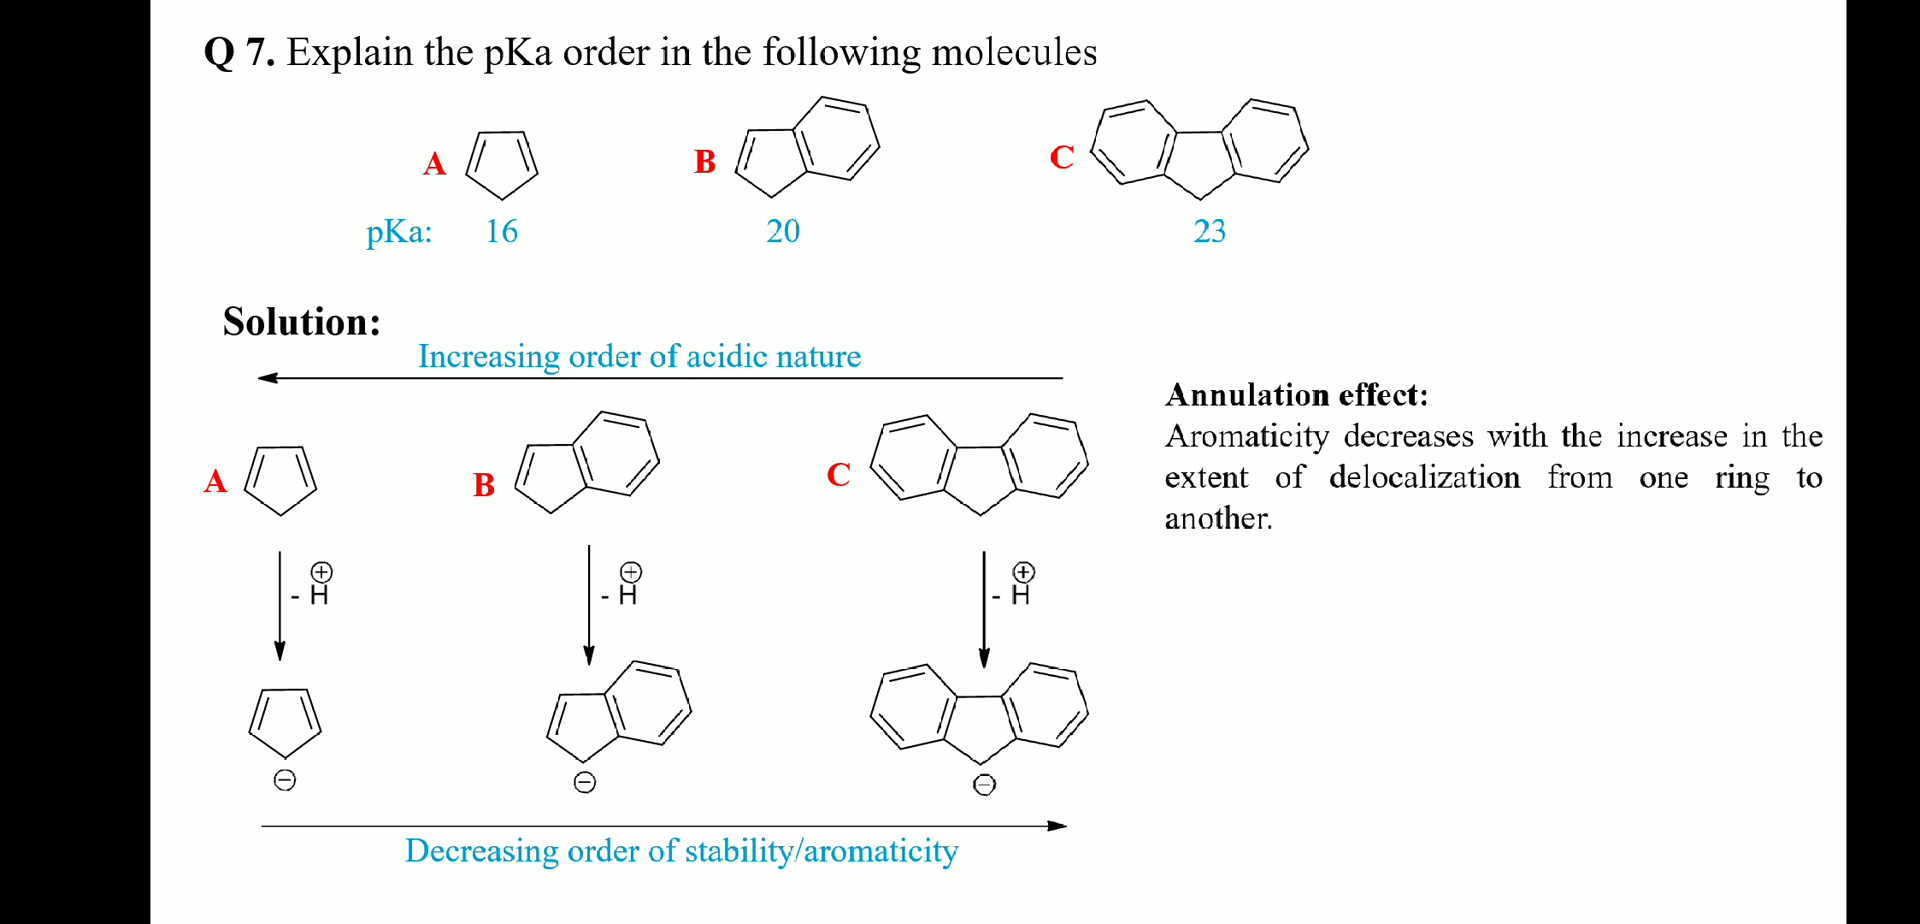 Q 7. Explain the pKa order in the following molecules
A
B
C
pKa: 16 20 23
Solution:
Increasing order of acidic nature
Annulation effect:
Aromaticity decreases with the increase in the
extent of delocalization from one ring to
another.
A
B
C
- H⊕
- H⊕
- H⊕
⊖
⊖
⊖
Decreasing order of stability/aromaticity